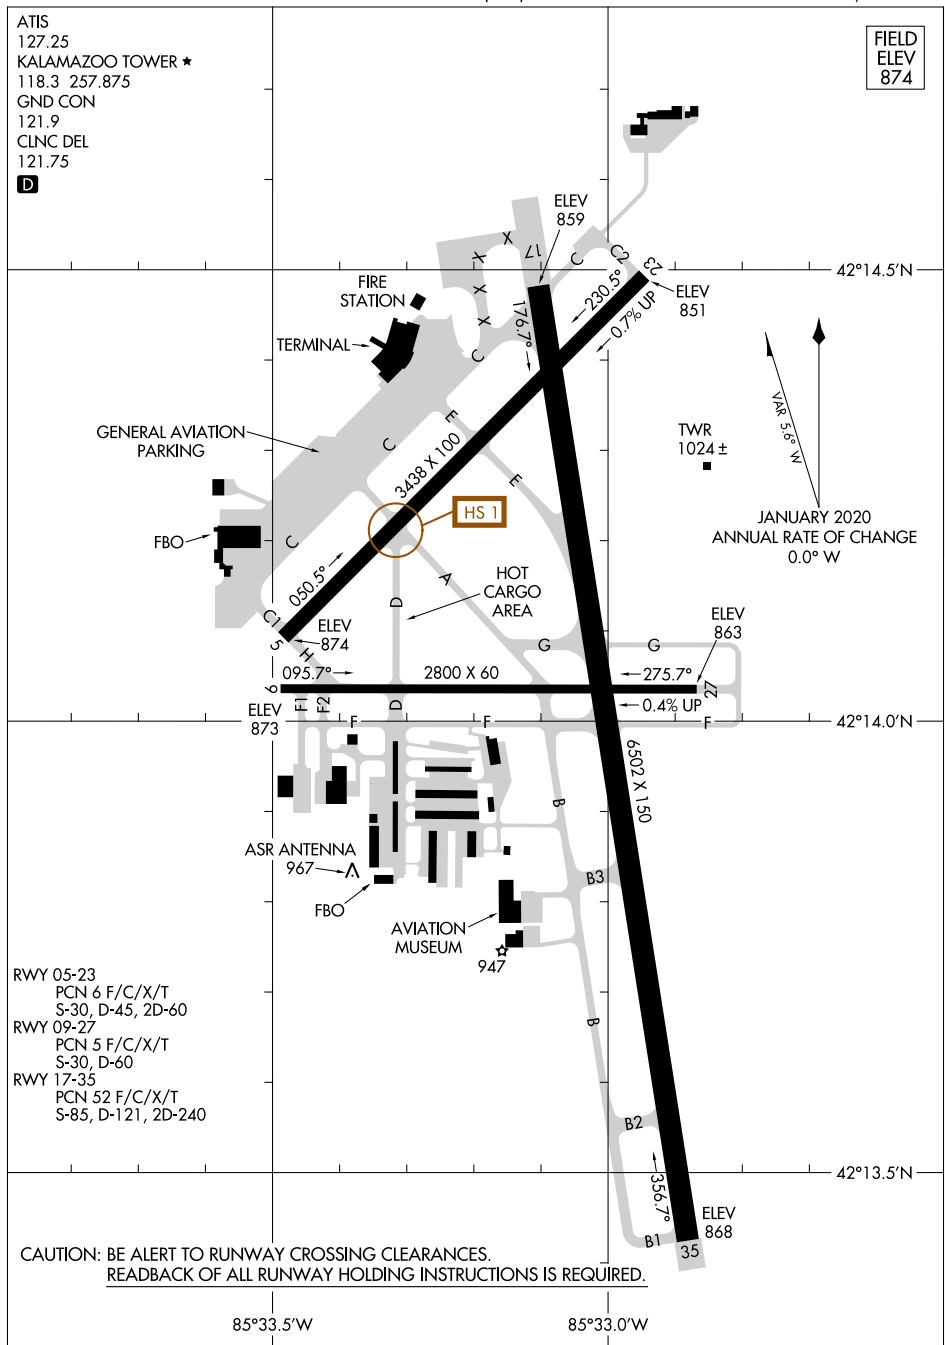 ATIS
127.25
KALAMAZOO TOWER ★
118.3 257.875
GND CON
121.9
CLNC DEL
121.75
D
FIELD
ELEV
874
ELEV
859
X
17
X
C
C2
23
42°14.5'N
FIRE
STATION
X
176.7°
230.5°
0.7% UP
ELEV
851
X
TERMINAL
C
VAR 5.6° W
E
GENERAL AVIATION
PARKING
C
3438 X 100
TWR
1024 ±
E
HS 1
JANUARY 2020
ANNUAL RATE OF CHANGE
0.0° W
FBO
C
050.5°
A
HOT
CARGO
AREA
D
C1
5
ELEV
874
H
G
G
ELEV
863
095.7°
2800 X 60
275.7°
9
27
F1
F2
D
0.4% UP
ELEV
873
F
F
F
42°14.0'N
6502 X 150
B
ASR ANTENNA
967
B3
FBO
AVIATION
MUSEUM
947
RWY 05-23
PCN 6 F/C/X/T
S-30, D-45, 2D-60
RWY 09-27
PCN 5 F/C/X/T
S-30, D-60
RWY 17-35
PCN 52 F/C/X/T
S-85, D-121, 2D-240
B
B2
42°13.5'N
356.7°
ELEV
868
B1
35
CAUTION: BE ALERT TO RUNWAY CROSSING CLEARANCES.
READBACK OF ALL RUNWAY HOLDING INSTRUCTIONS IS REQUIRED.
85°33.5'W
85°33.0'W